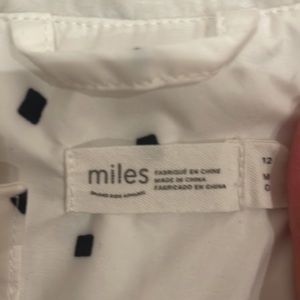 miles
FABRIQUÉ EN CHINE
MADE IN CHINA
FABRICADO EN CHINA
12
M